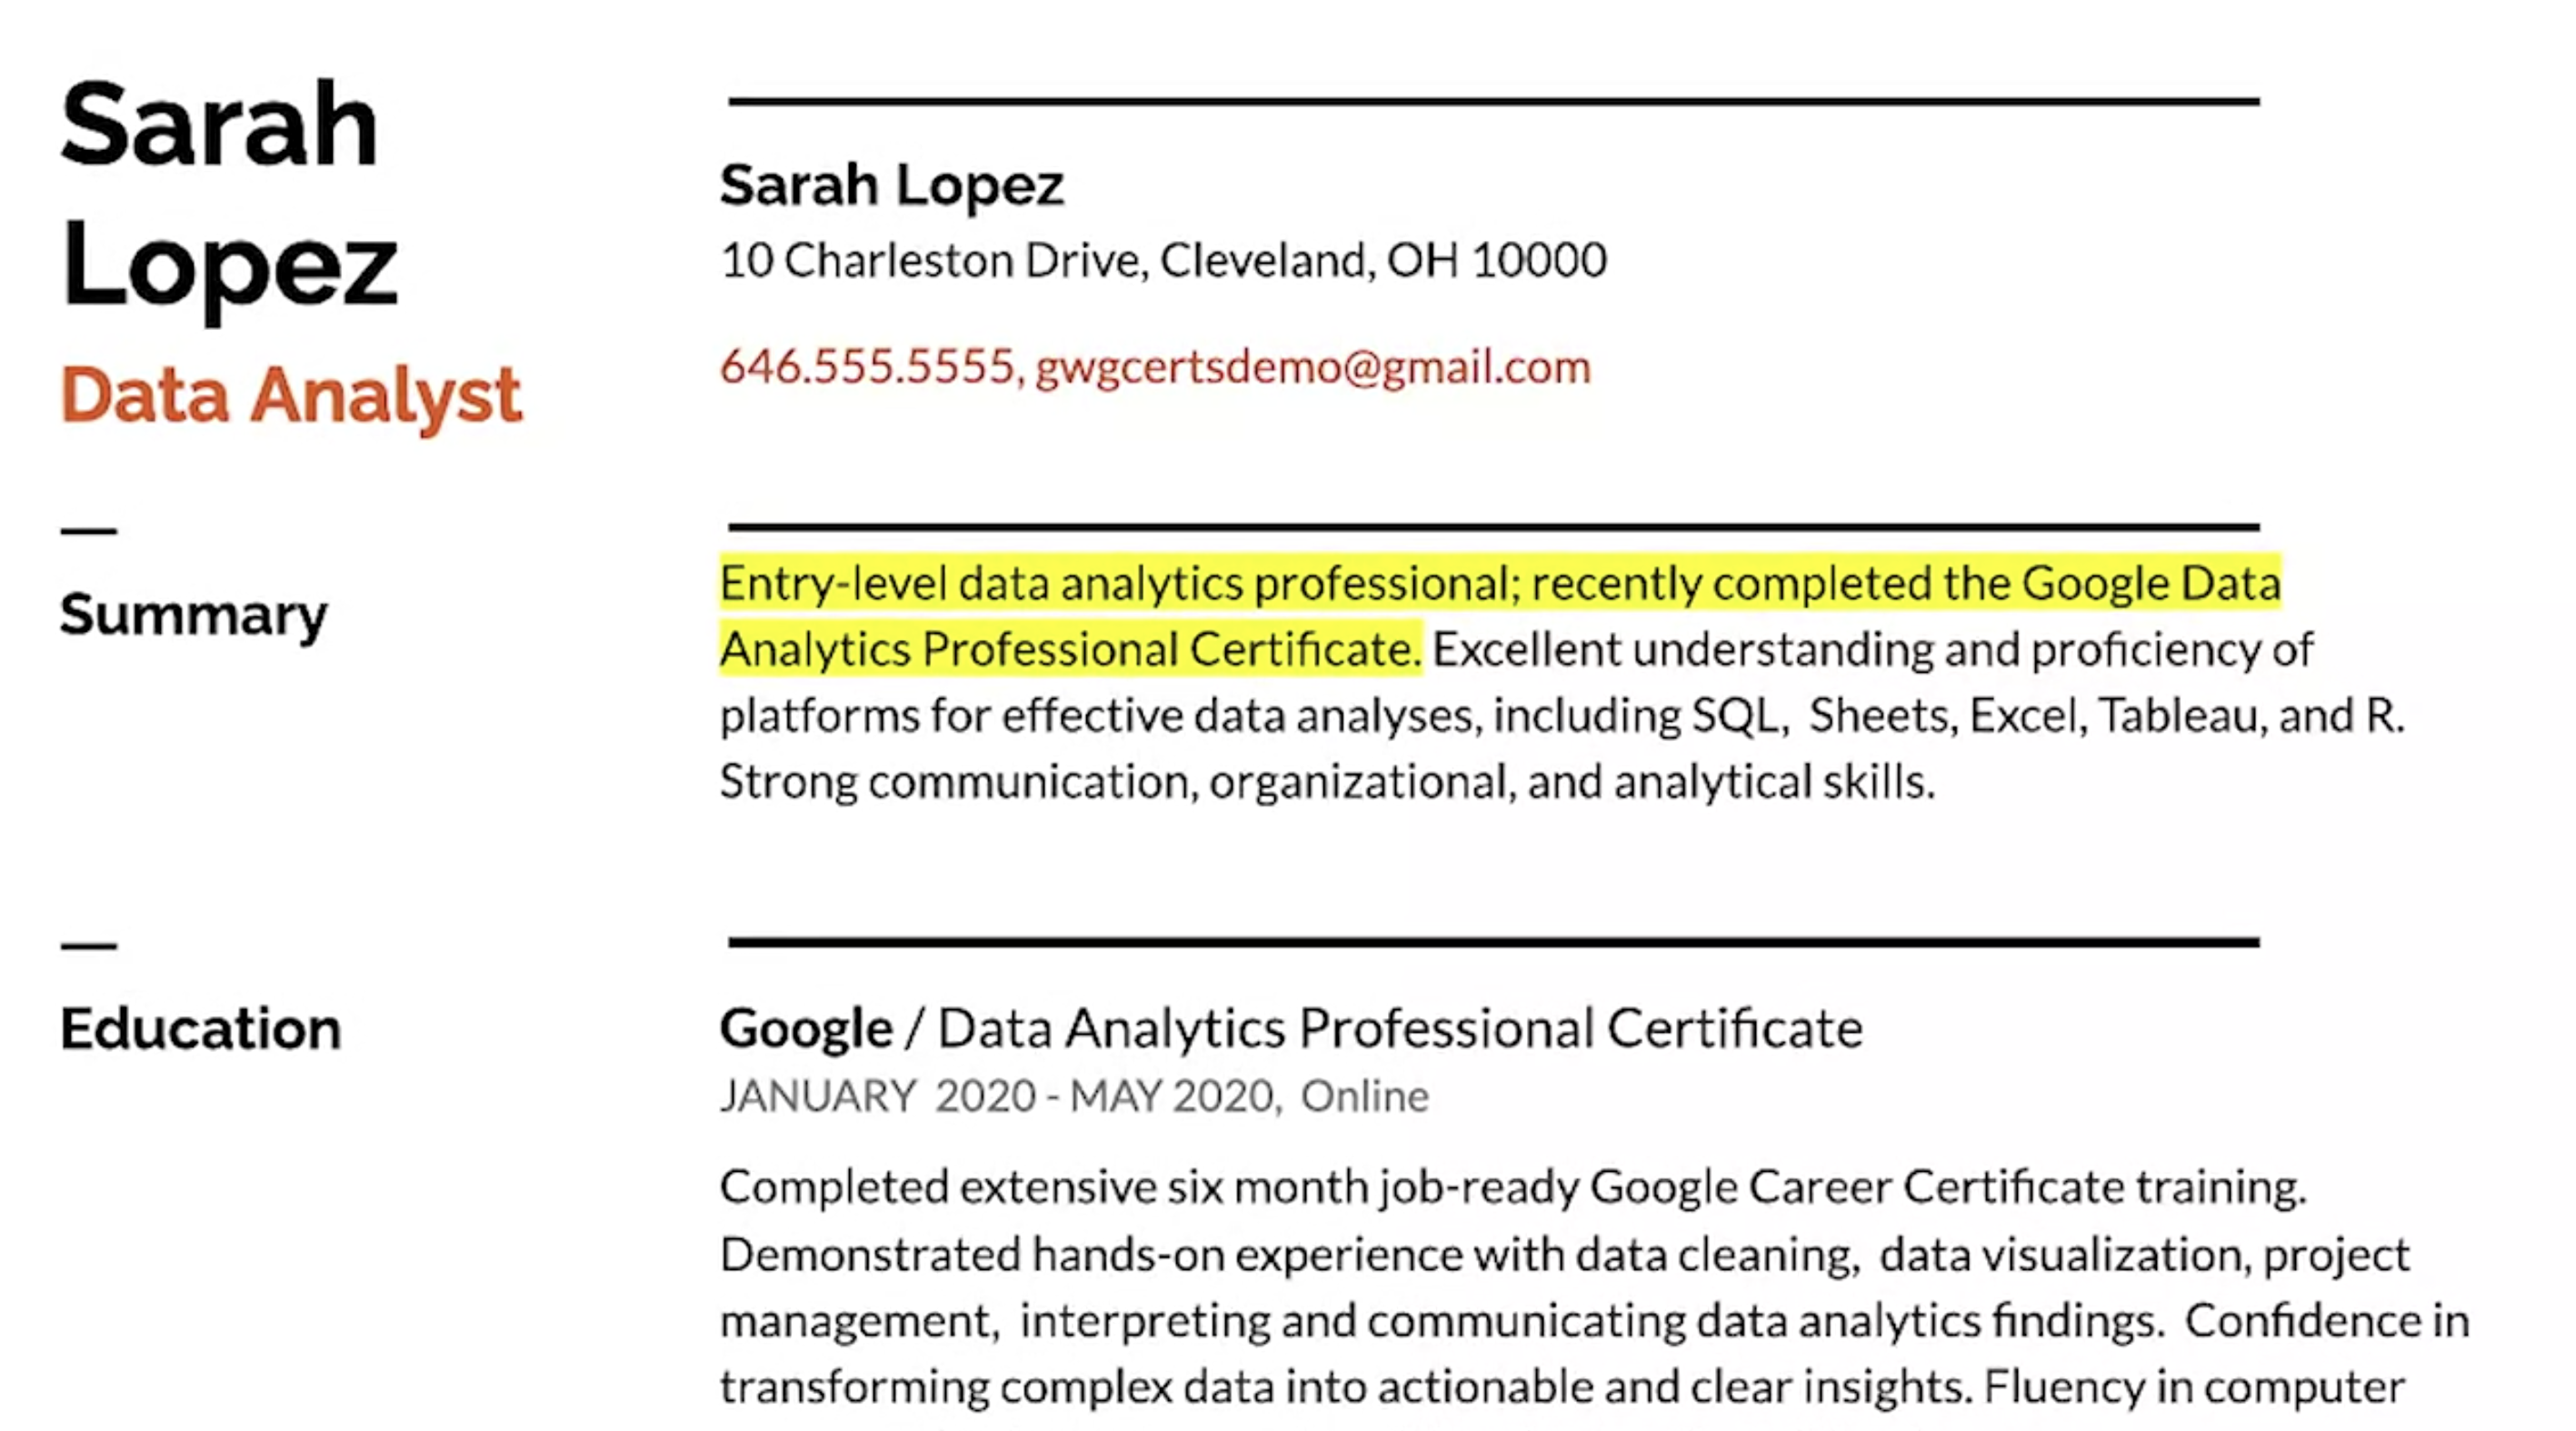 Sarah
Lopez
Data Analyst
Sarah Lopez
10 Charleston Drive, Cleveland, OH 10000
646.555.5555, gwgcertsdemo@gmail.com
Summary
Entry-level data analytics professional; recently completed the Google Data
Analytics Professional Certificate. Excellent understanding and proficiency of
platforms for effective data analyses, including SQL, Sheets, Excel, Tableau, and R.
Strong communication, organizational, and analytical skills.
Education
Google / Data Analytics Professional Certificate
JANUARY 2020 - MAY 2020, Online
Completed extensive six month job-ready Google Career Certificate training.
Demonstrated hands-on experience with data cleaning, data visualization, project
management, interpreting and communicating data analytics findings. Confidence in
transforming complex data into actionable and clear insights. Fluency in computer